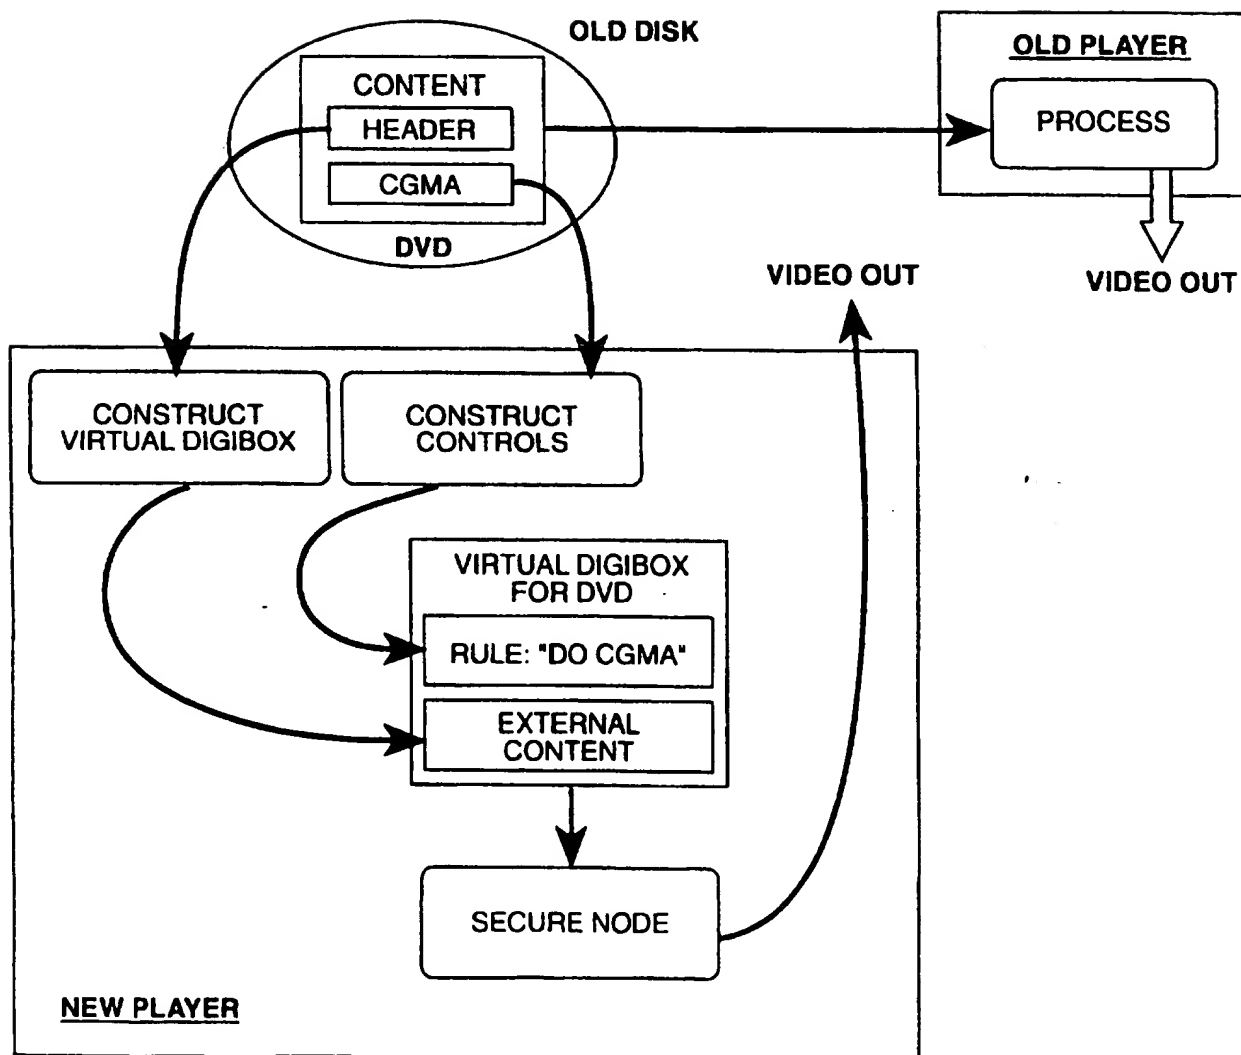 OLD DISK
CONTENT
HEADER
CGMA
DVD
OLD PLAYER
PROCESS
VIDEO OUT
VIDEO OUT
CONSTRUCT
VIRTUAL DIGIBOX
CONSTRUCT
CONTROLS
VIRTUAL DIGIBOX
FOR DVD
RULE: "DO CGMA"
EXTERNAL
CONTENT
SECURE NODE
NEW PLAYER